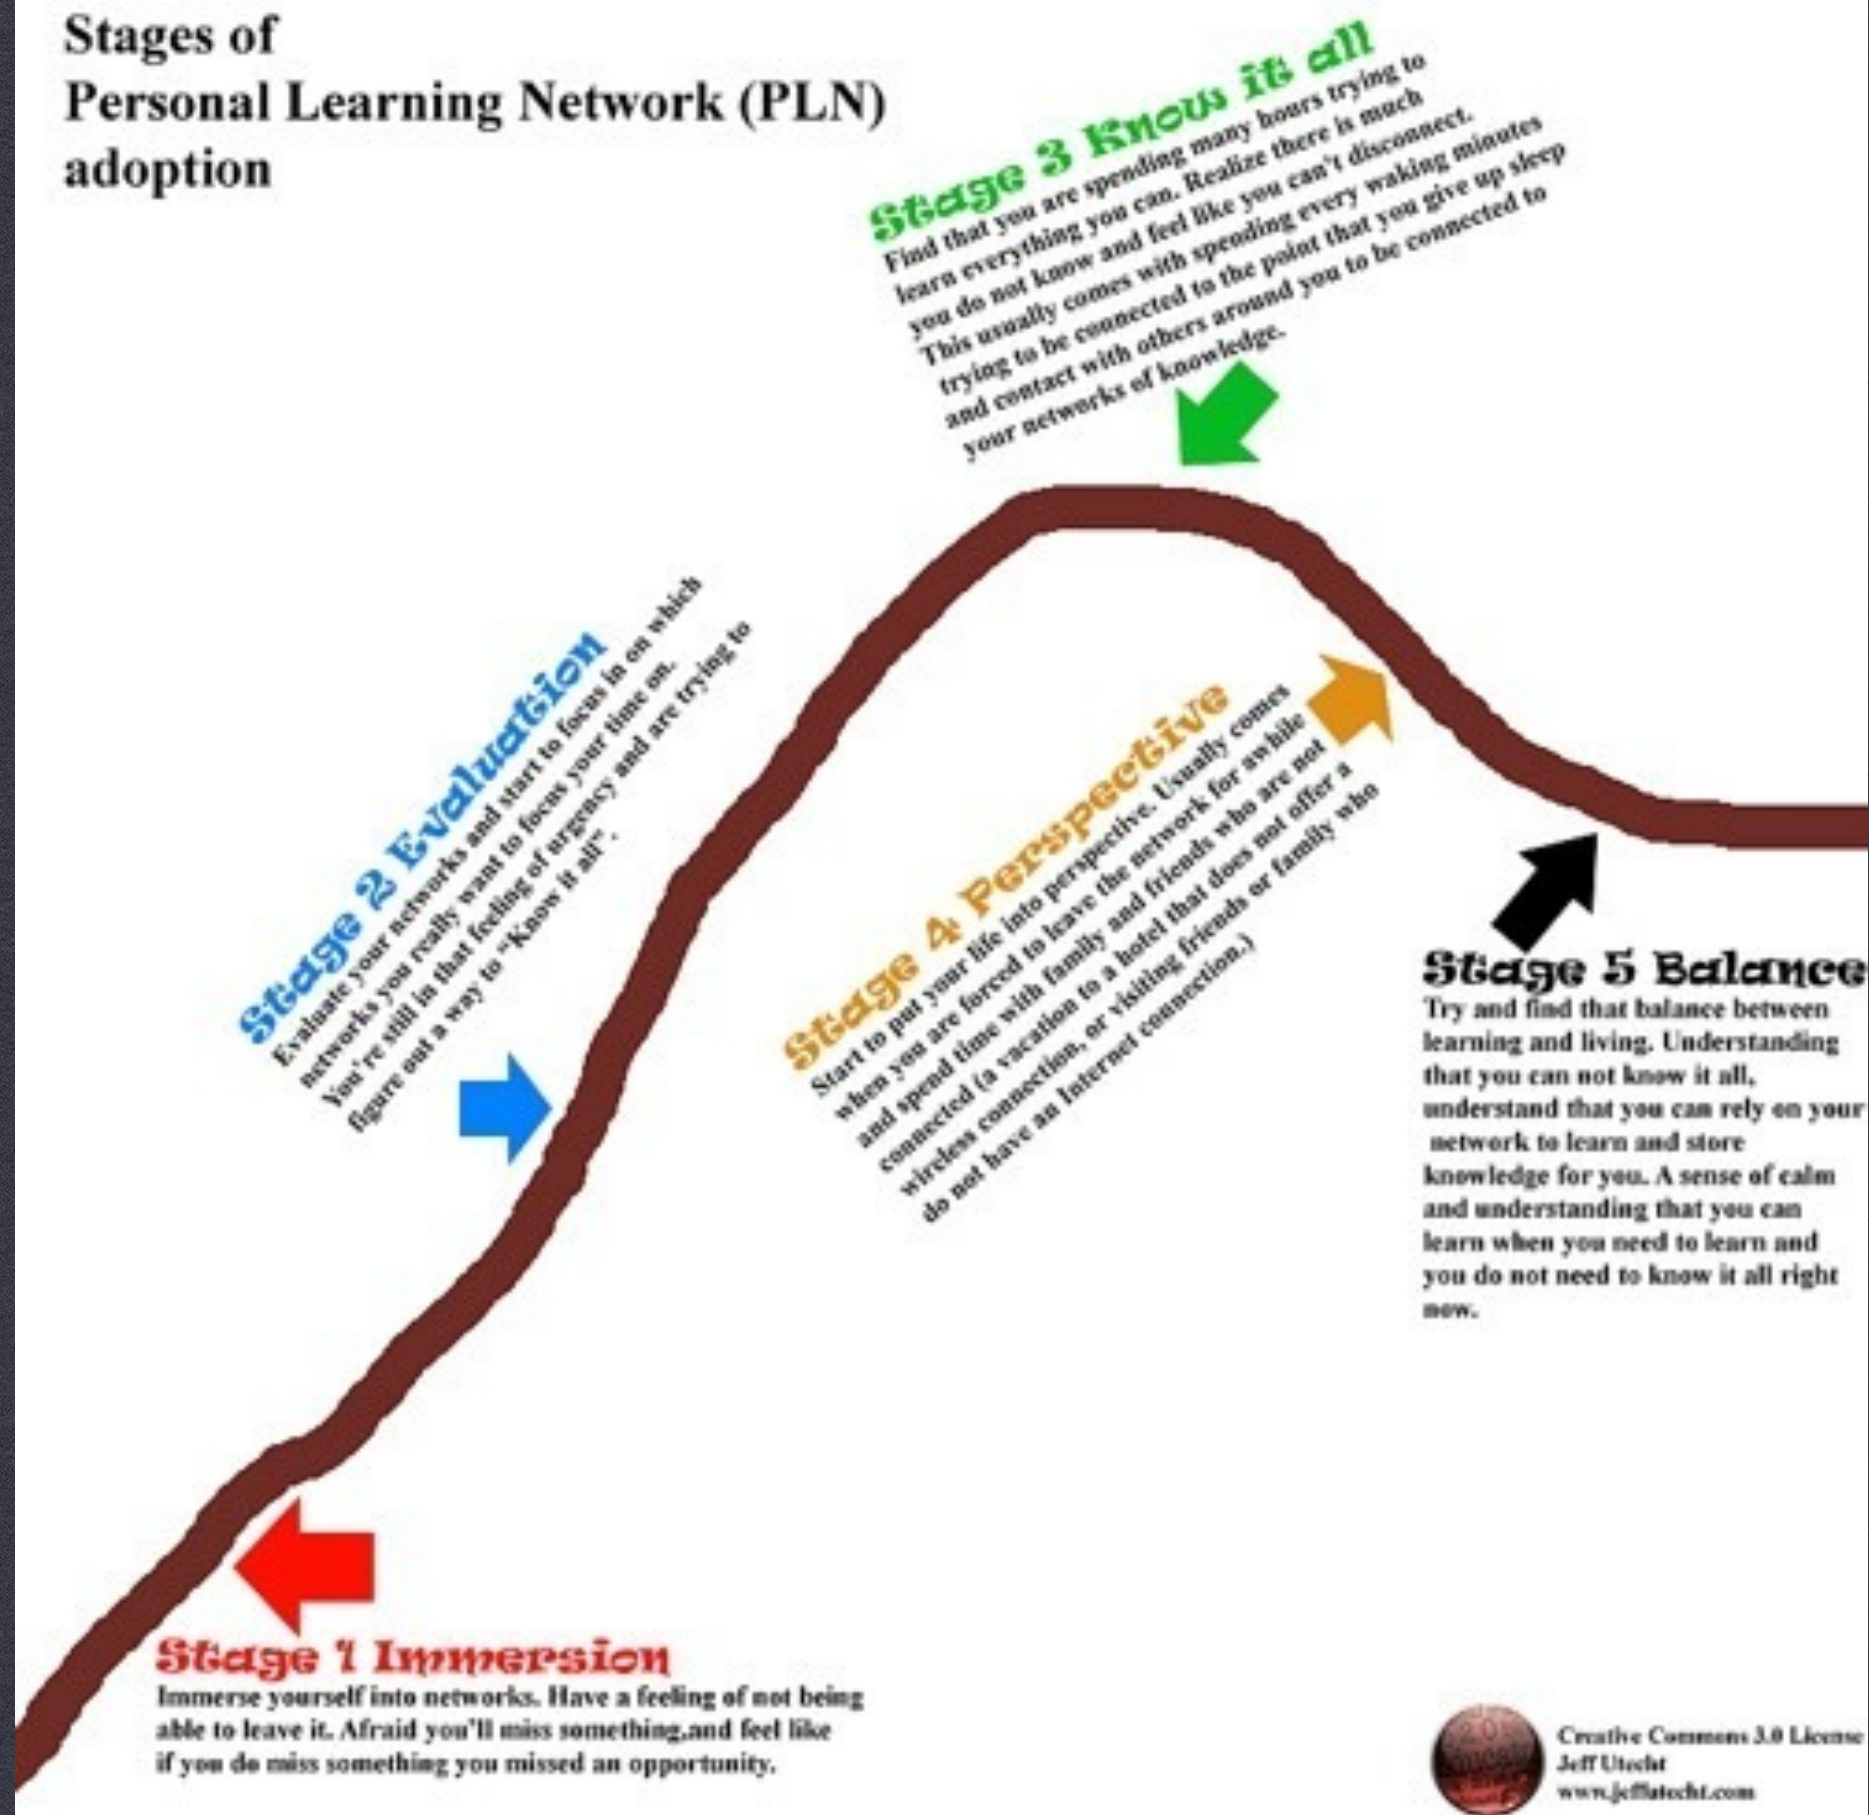 Stages of
Personal Learning Network (PLN)
adoption
Stage 3 Know it all
Find that you are spending many hours trying to
learn everything you can. Realize there is much
you do not know and feel like you can't disconnect.
This usually comes with spending every waking minutes
trying to be connected to the point that you give up sleep
and contact with others around you to be connected to
your networks of knowledge.
Stage 2 Evaluation
Evaluate your networks and start to focus in on which
networks you really want to focus your time on.
You're still in that feeling of urgency and are trying to
figure out a way to "Know it all".
Stage 4 Perspective
Start to put your life into perspective. Usually comes
when you are forced to leave the network for awhile
and spend time with family and friends who are not
connected (a vacation to a hotel that does not offer a
wireless connection, or visiting friends or family who
do not have an Internet connection.)
Stage 5 Balance
Try and find that balance between
learning and living. Understanding
that you can not know it all,
understand that you can rely on your
network to learn and store
knowledge for you. A sense of calm
and understanding that you can
learn when you need to learn and
you do not need to know it all right
now.
Stage 1 Immersion
Immerse yourself into networks. Have a feeling of not being
able to leave it. Afraid you'll miss something,and feel like
if you do miss something you missed an opportunity.
Creative Commons 3.0 License
Jeff Utecht
www.jeffutecht.com